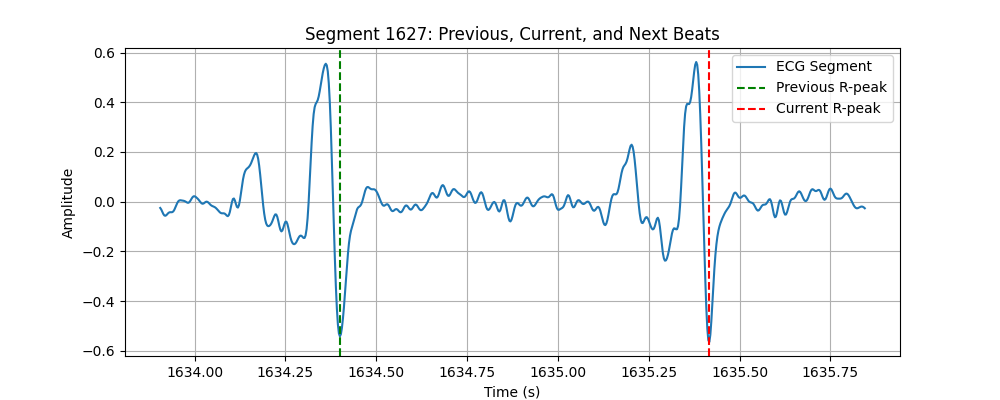 Segment 1627: Previous, Current, and Next Beats
ECG Segment
Previous R-peak
Current R-peak
0.6
0.4
0.2
0.0
−0.2
−0.4
−0.6
Amplitude
1634.00 1634.25 1634.50 1634.75 1635.00 1635.25 1635.50 1635.75
Time (s)